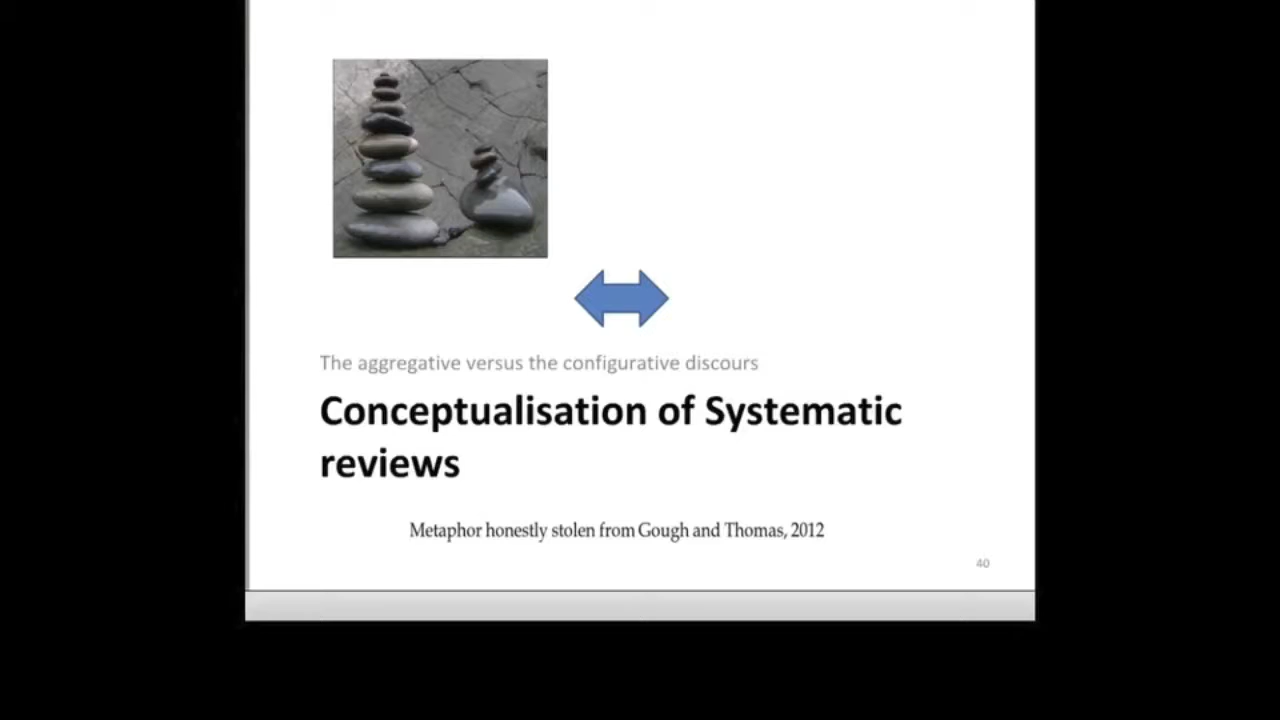 The aggregative versus the configurative discours
Conceptualisation of Systematic
reviews
Metaphor honestly stolen from Gough and Thomas, 2012
40